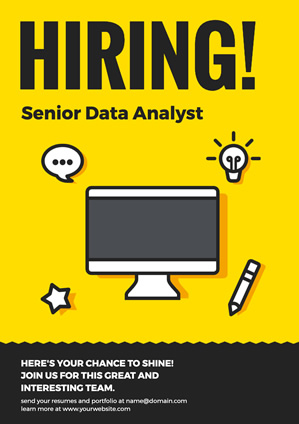 HIRING!
Senior Data Analyst
HERE'S YOUR CHANCE TO SHINE!
JOIN US FOR THIS GREAT AND
INTERESTING TEAM.
send your resumes and portfolio at name@domain.com
learn more at www.yourwebsite.com